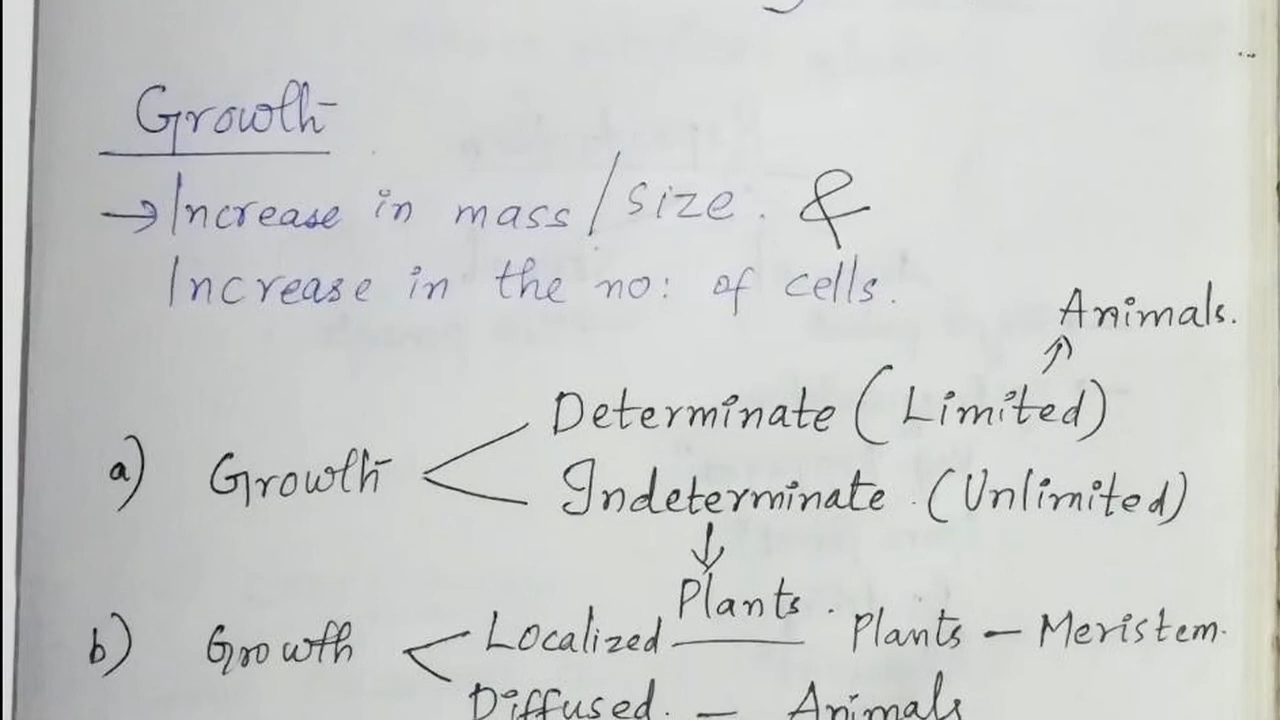 Growth
→ Increase in mass / size. &
Increase in the no: of cells.
Animals.
↑
a) Growth < Determinate (Limited)
Indeterminate. (Unlimited)
↓
Plants.
b) Growth < Localized — Plants – Meristem.
Diffused. – Animals